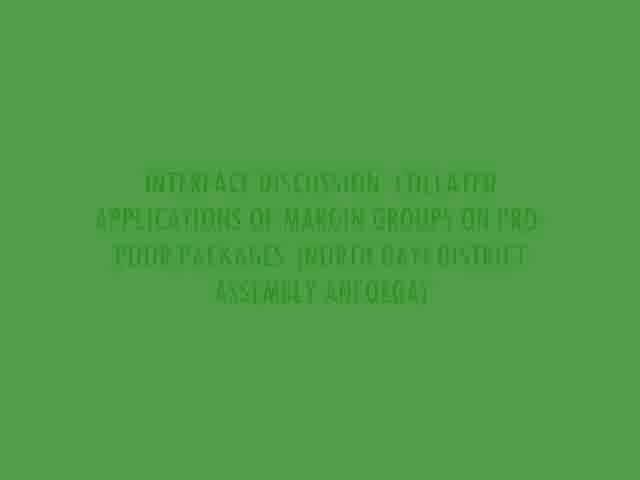 INTERFACE DISCUSSION: COLLATED
APPLICATIONS OF MARGIN GROUPS ON PRO-
POOR PACKAGES. (NORTH DAYI DISTRICT
ASSEMBLY ANFOEGA)